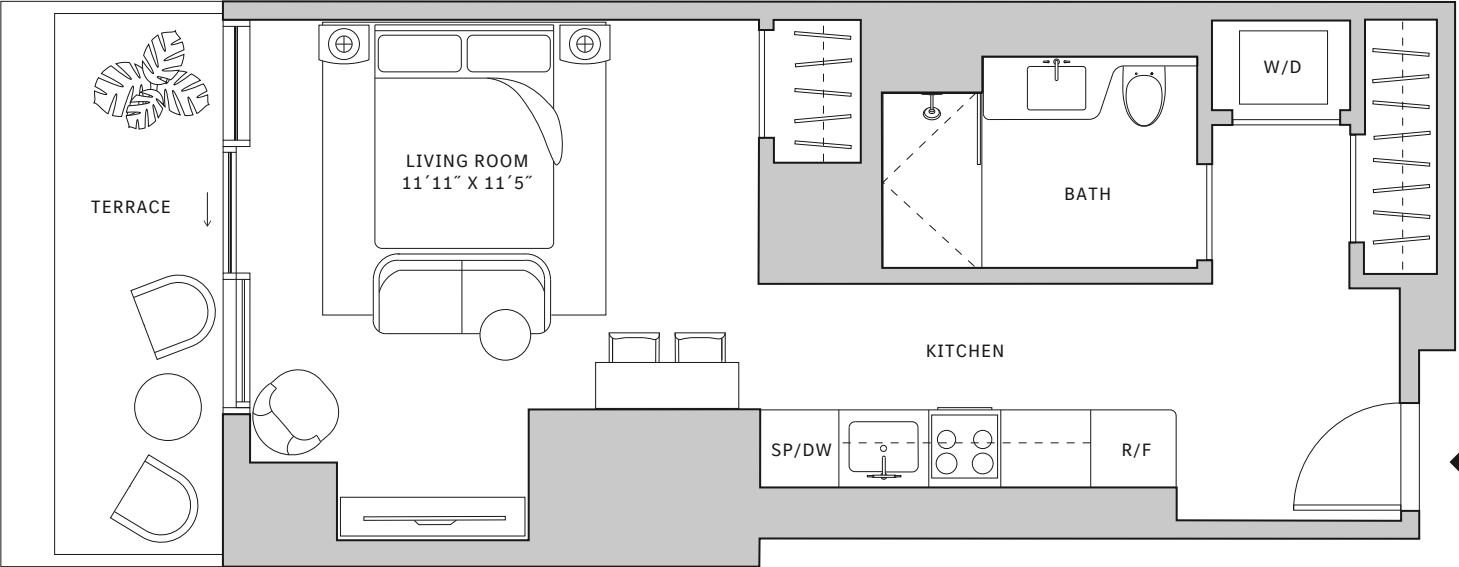 W/D
LIVING ROOM
11´11˝ X 11´5˝
TERRACE
BATH
KITCHEN
SP/DW
R/F